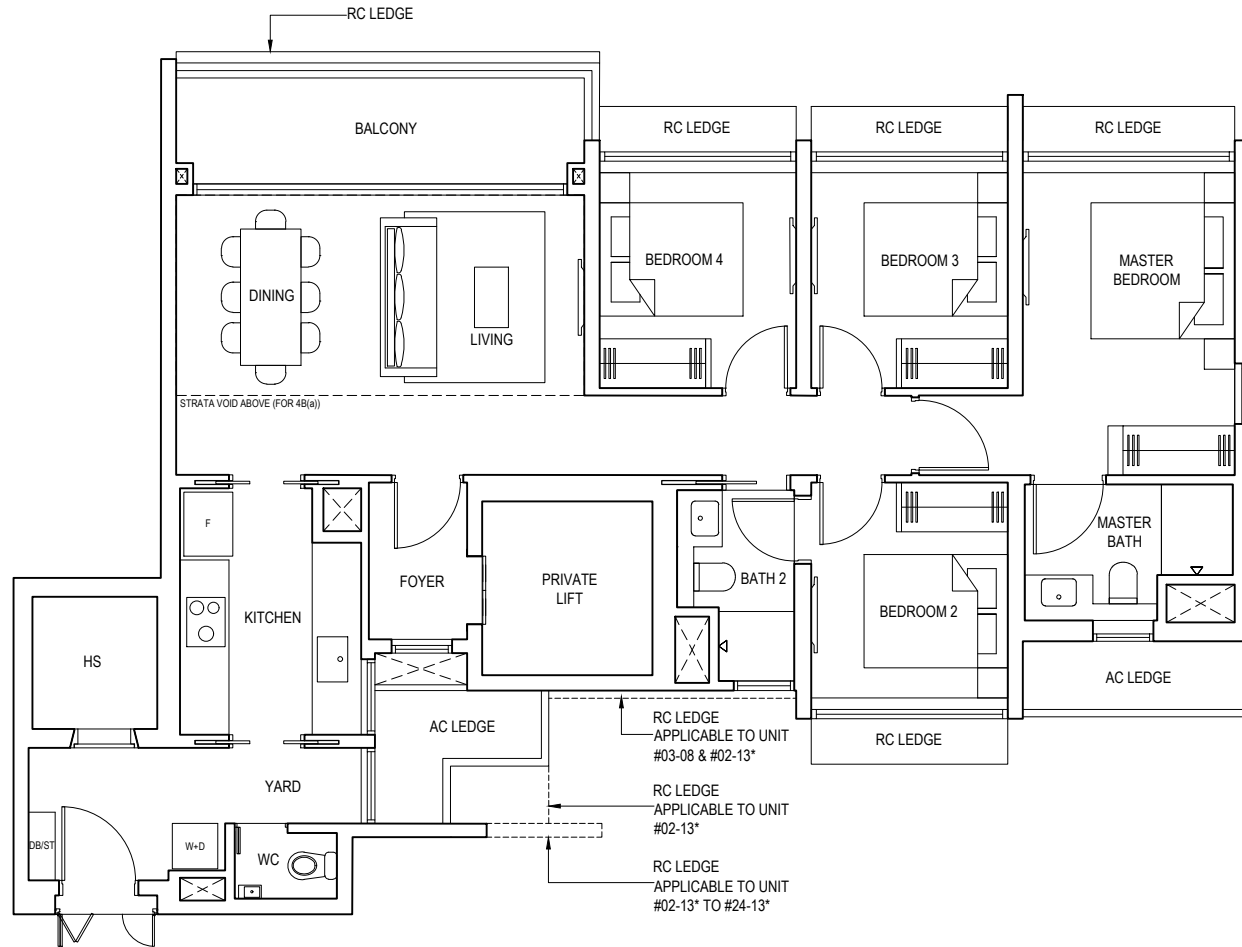 RC LEDGE
BALCONY
RC LEDGE
RC LEDGE
RC LEDGE
BEDROOM 4
BEDROOM 3
MASTER
BEDROOM
DINING
LIVING
STRATA VOID ABOVE (FOR 4B(a))
F
FOYER
PRIVATE
LIFT
BATH 2
MASTER
BATH
BEDROOM 2
KITCHEN
HS
AC LEDGE
AC LEDGE
RC LEDGE
APPLICABLE TO UNIT
#03-08 & #02-13*
RC LEDGE
YARD
RC LEDGE
APPLICABLE TO UNIT
#02-13*
DB/ST
W+D
WC
RC LEDGE
APPLICABLE TO UNIT
#02-13* TO #24-13*